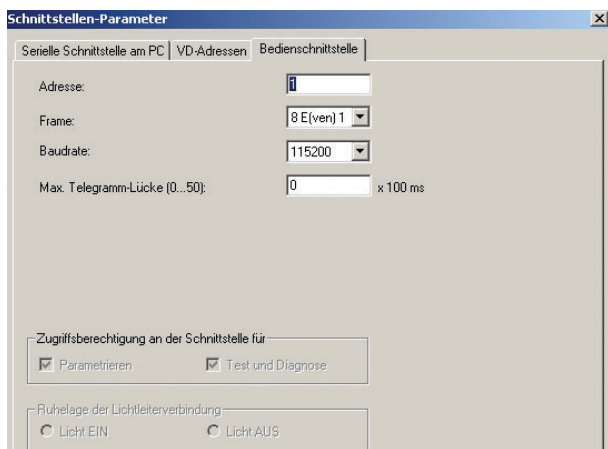 Schnittstellen-Parameter
Serielle Schnittstelle am PC VD-Adressen Bedienschnittstelle
Adresse: 1
Frame: 8 E(ven) 1
Baudrate: 115200
Max. Telegramm-Lücke (0...50): 0 x 100 ms
Zugriffsberechtigung an der Schnittstelle für
Parametrieren Test und Diagnose
Ruhelage der Lichtleiterverbindung
Licht EIN Licht AUS